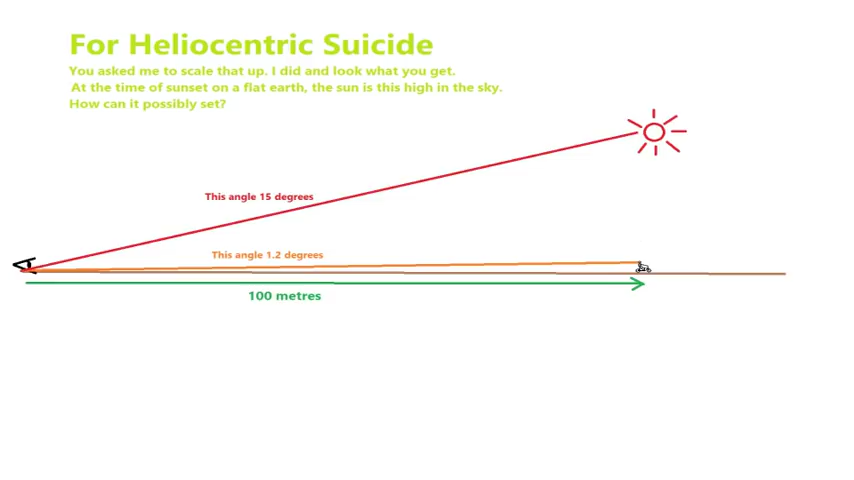 For Heliocentric Suicide
You asked me to scale that up. I did and look what you get.
At the time of sunset on a flat earth, the sun is this high in the sky.
How can it possibly set?
This angle 15 degrees
This angle 1.2 degrees
100 metres